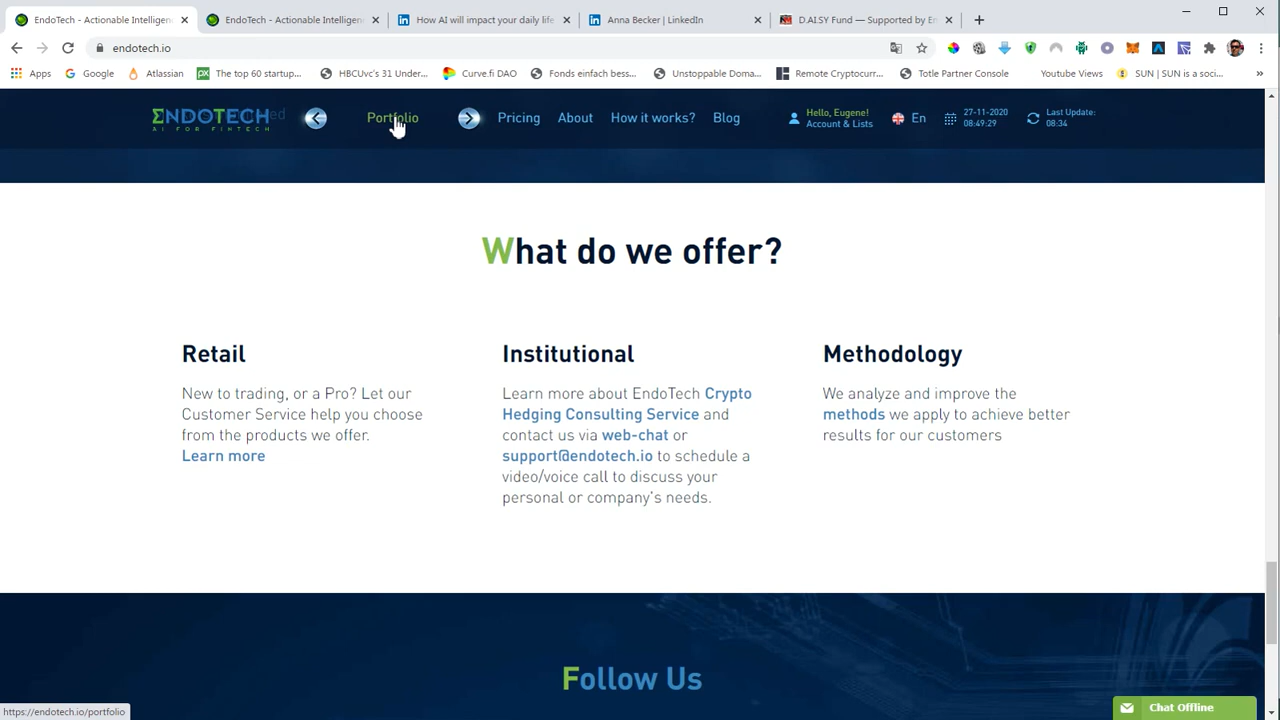 EndoTech - Actionable Intelligenc
EndoTech - Actionable Intelligenc
How AI will impact your daily life
Anna Becker | LinkedIn
D.AI.SY Fund — Supported by En
endotech.io
Apps
Google
Atlassian
The top 60 startup...
HBCUvc's 31 Under...
Curve.fi DAO
Fonds einfach bess...
Unstoppable Doma...
Remote Cryptocurr...
Totle Partner Console
Youtube Views
SUN | SUN is a soci...
ENDOTECH
AI FOR FINTECH
Portfolio
Pricing
About
How it works?
Blog
Hello, Eugene!
Account & Lists
En
27-11-2020
08:49:29
Last Update:
08:34
What do we offer?
Retail
New to trading, or a Pro? Let our
Customer Service help you choose
from the products we offer.
Learn more
Institutional
Learn more about EndoTech Crypto
Hedging Consulting Service and
contact us via web-chat or
support@endotech.io to schedule a
video/voice call to discuss your
personal or company's needs.
Methodology
We analyze and improve the
methods we apply to achieve better
results for our customers
Follow Us
https://endotech.io/portfolio
Chat Offline